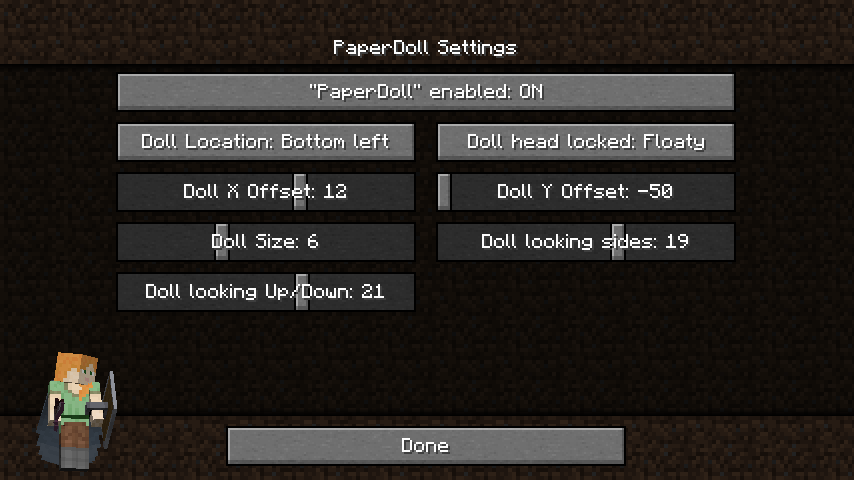 PaperDoll Settings
"PaperDoll" enabled: ON
Doll Location: Bottom left
Doll head locked: Floaty
Doll X Offset: 12
Doll Y Offset: -50
Doll Size: 6
Doll looking sides: 19
Doll looking Up/Down: 21
Done